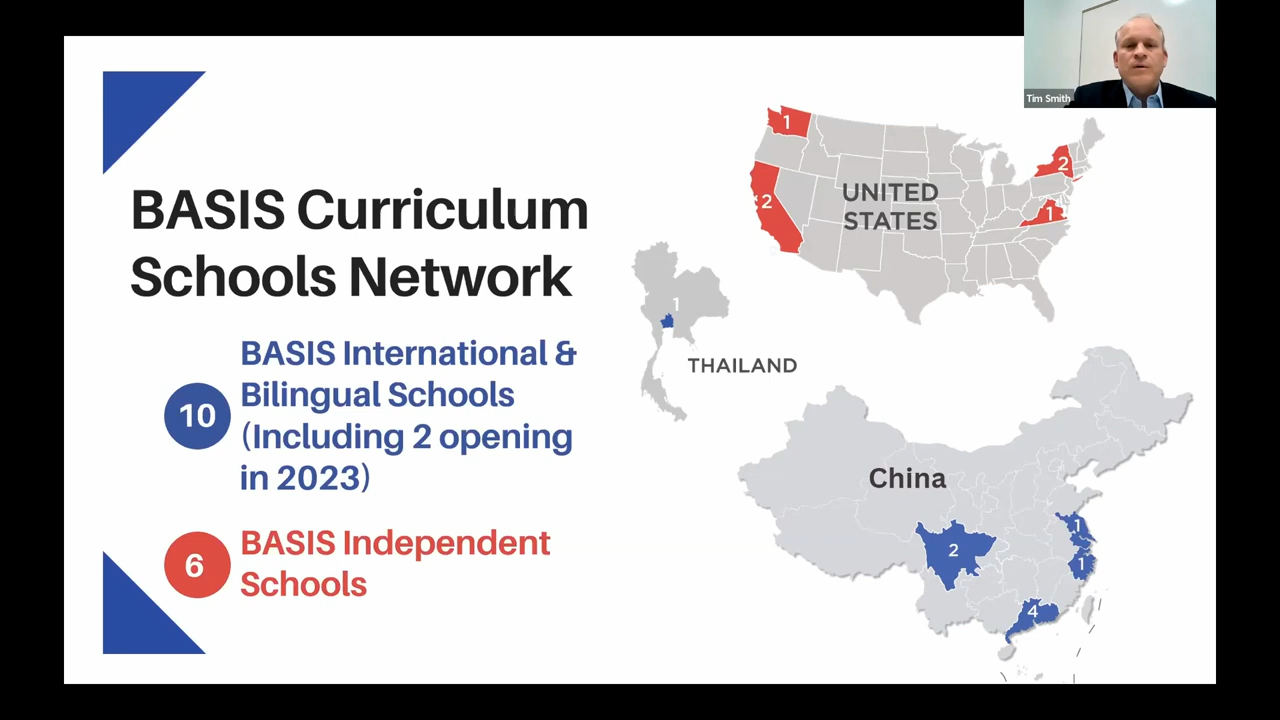 Tim Smith
BASIS Curriculum
Schools Network
10
BASIS International &
Bilingual Schools
(Including 2 opening
in 2023)
6
BASIS Independent
Schools
1
2
2
1
UNITED
STATES
1
THAILAND
China
1
2
1
4